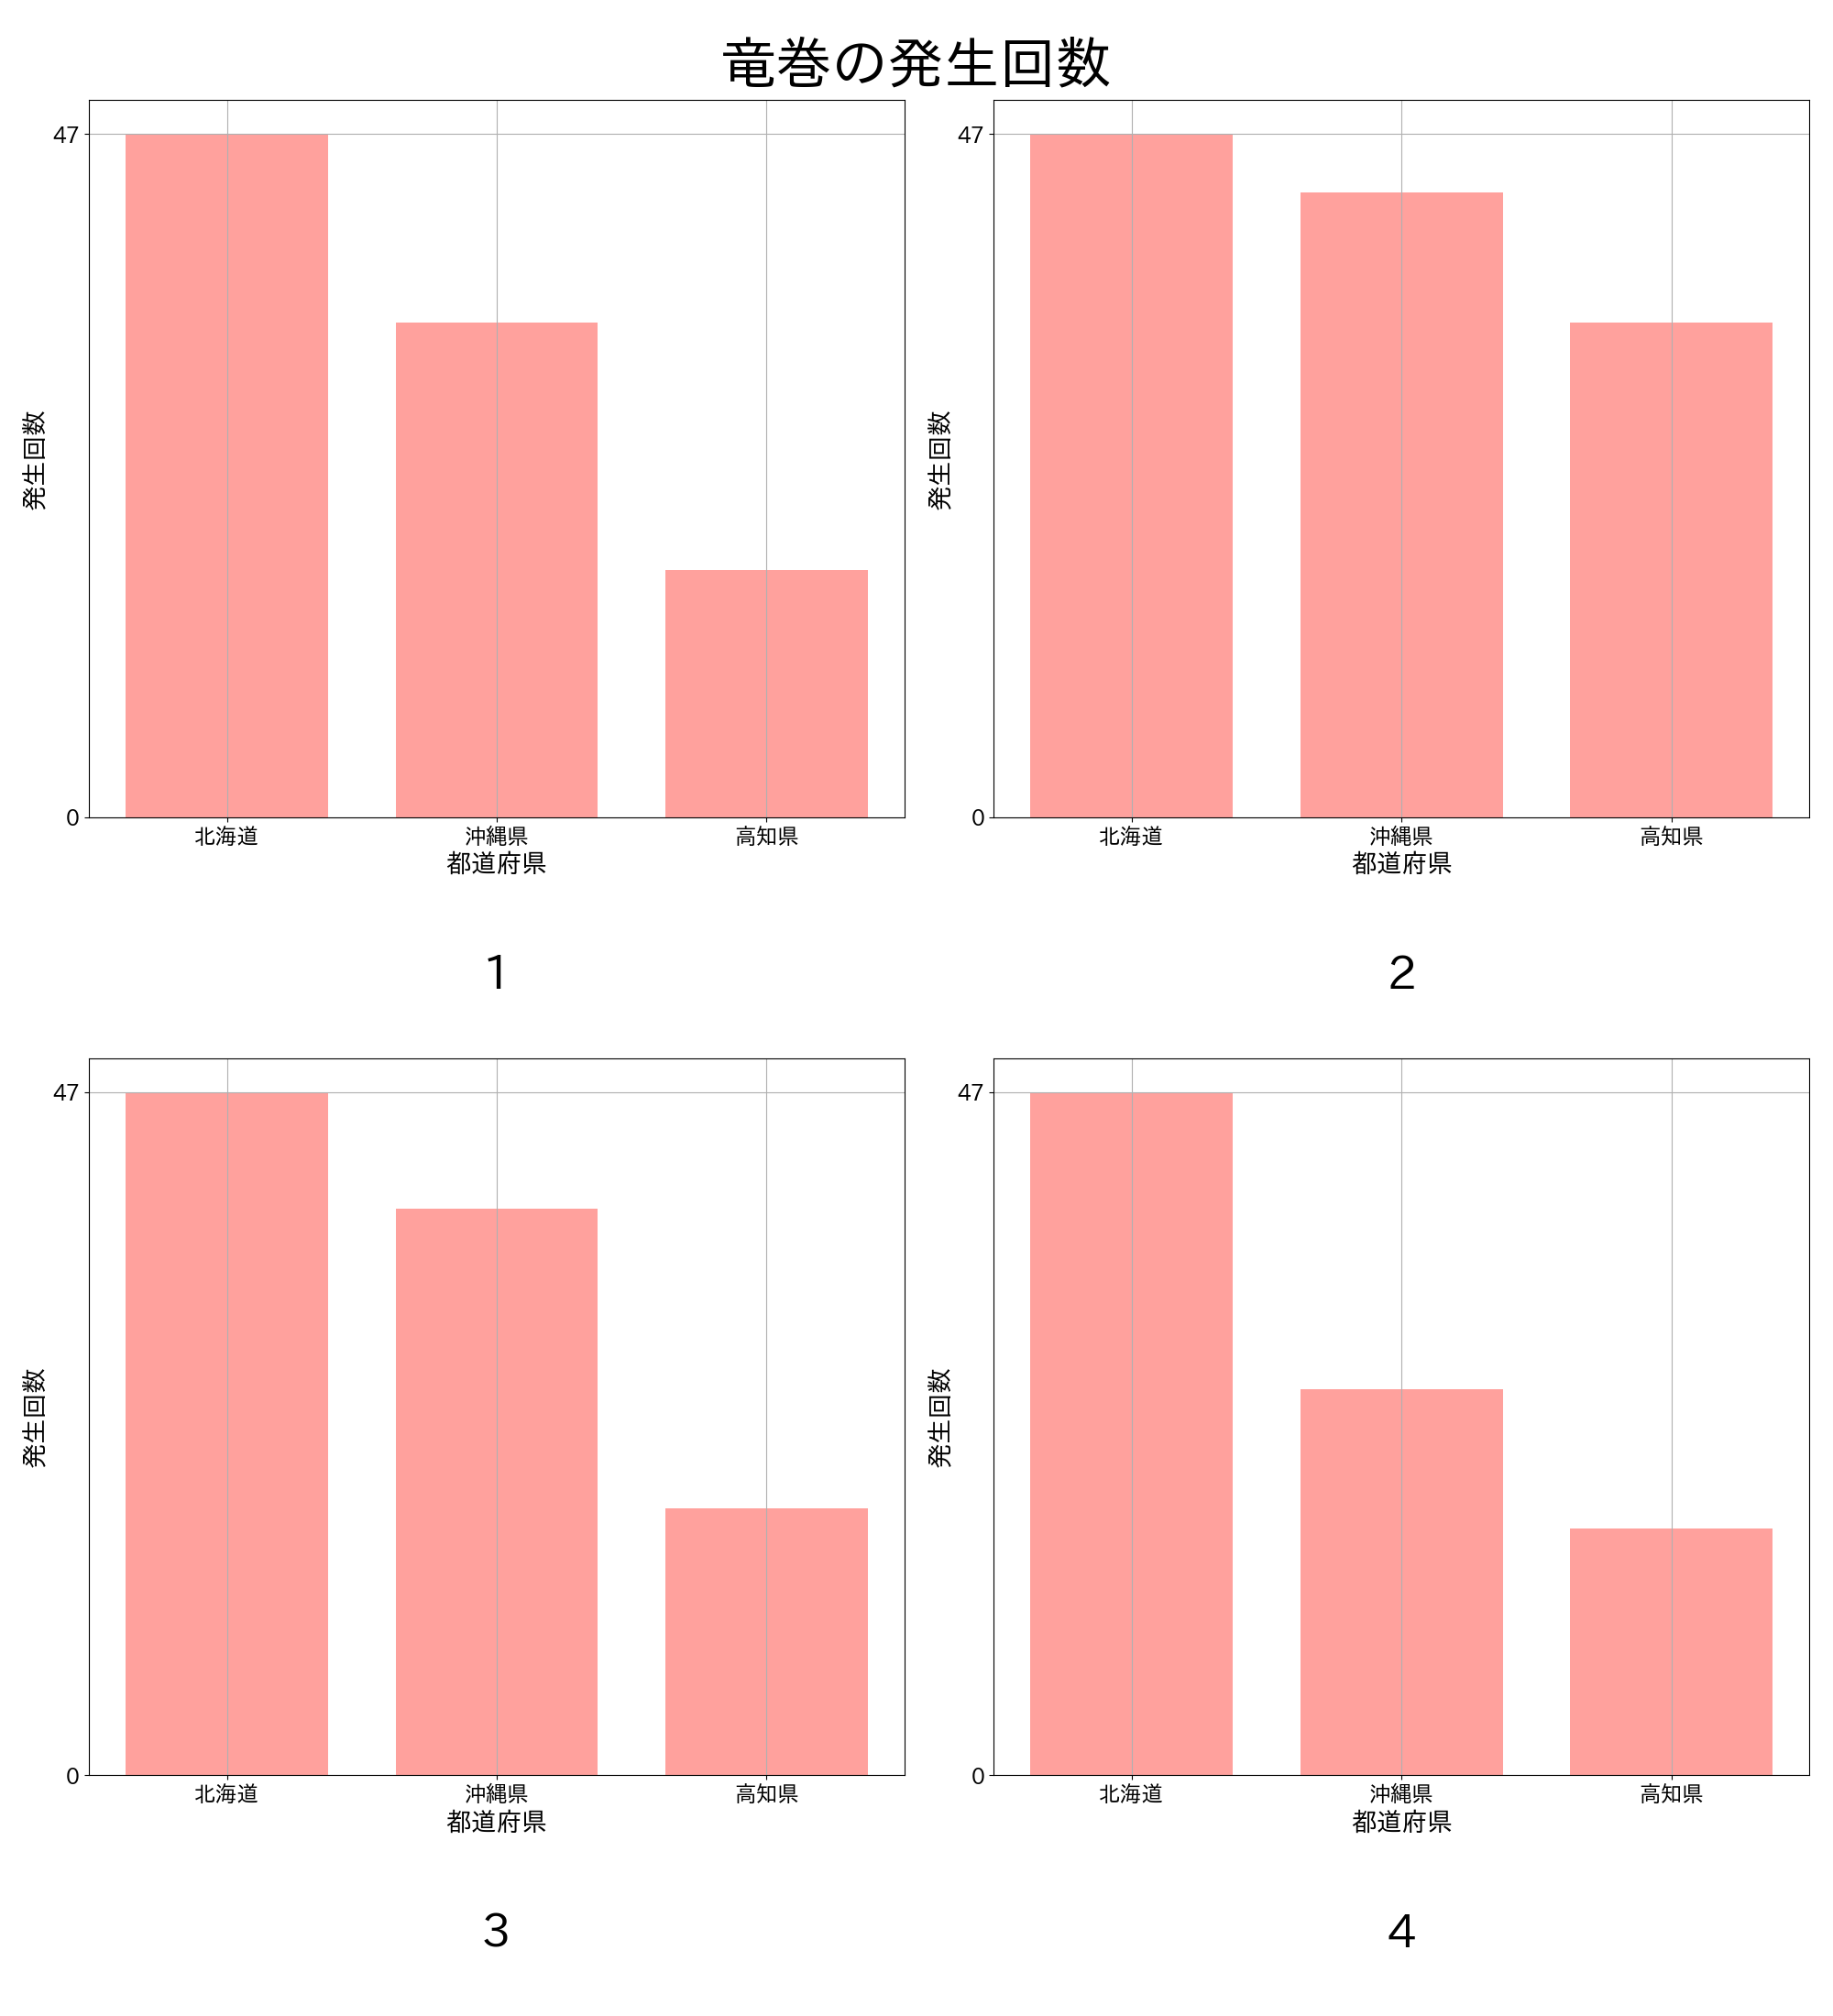 竜巻の発生回数
47
0
発生回数
北海道 沖縄県 高知県
都道府県
1
47
0
発生回数
北海道 沖縄県 高知県
都道府県
2
47
0
発生回数
北海道 沖縄県 高知県
都道府県
3
47
0
発生回数
北海道 沖縄県 高知県
都道府県
4